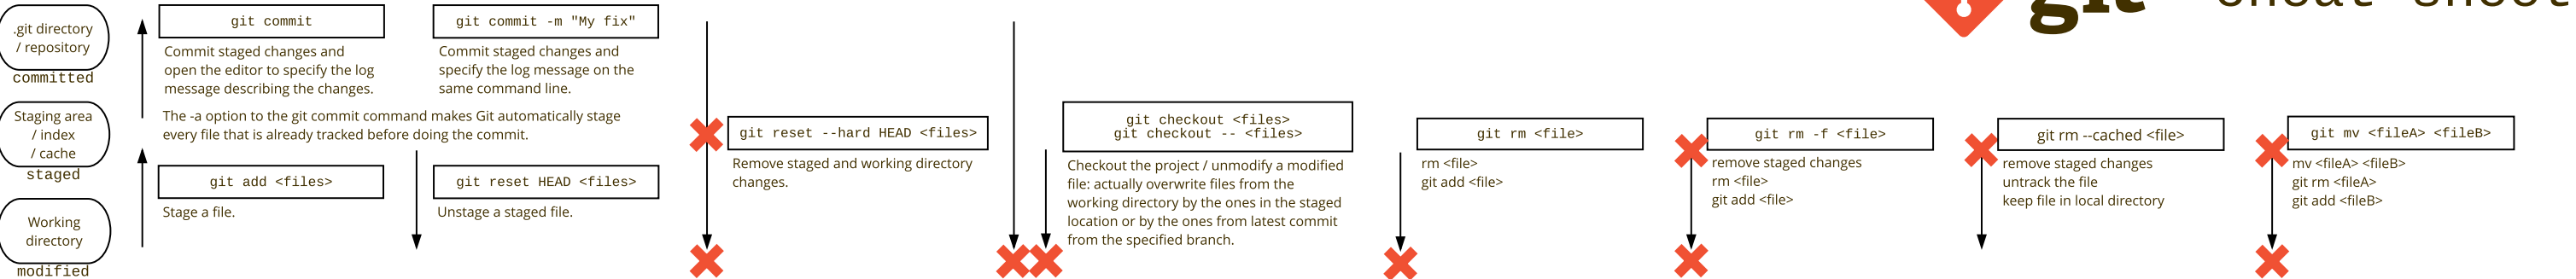 .git directory
/ repository
committed
git commit
Commit staged changes and
open the editor to specify the log
message describing the changes.
git commit -m "My fix"
Commit staged changes and
specify the log message on the
same command line.
git
Staging area
/ index
/ cache
staged
The -a option to the git commit command makes Git automatically stage
every file that is already tracked before doing the commit.
git add <files>
Stage a file.
git reset HEAD <files>
Unstage a staged file.
Working
directory
modified
git reset --hard HEAD <files>
Remove staged and working directory
changes.
git checkout <files>
git checkout -- <files>
Checkout the project / unmodify a modified
file: actually overwrite files from the
working directory by the ones in the staged
location or by the ones from latest commit
from the specified branch.
git rm <file>
rm <file>
git add <file>
git rm -f <file>
remove staged changes
rm <file>
git add <file>
git rm --cached <file>
remove staged changes
untrack the file
keep file in local directory
git mv <fileA> <fileB>
mv <fileA> <fileB>
git rm <fileA>
git add <fileB>